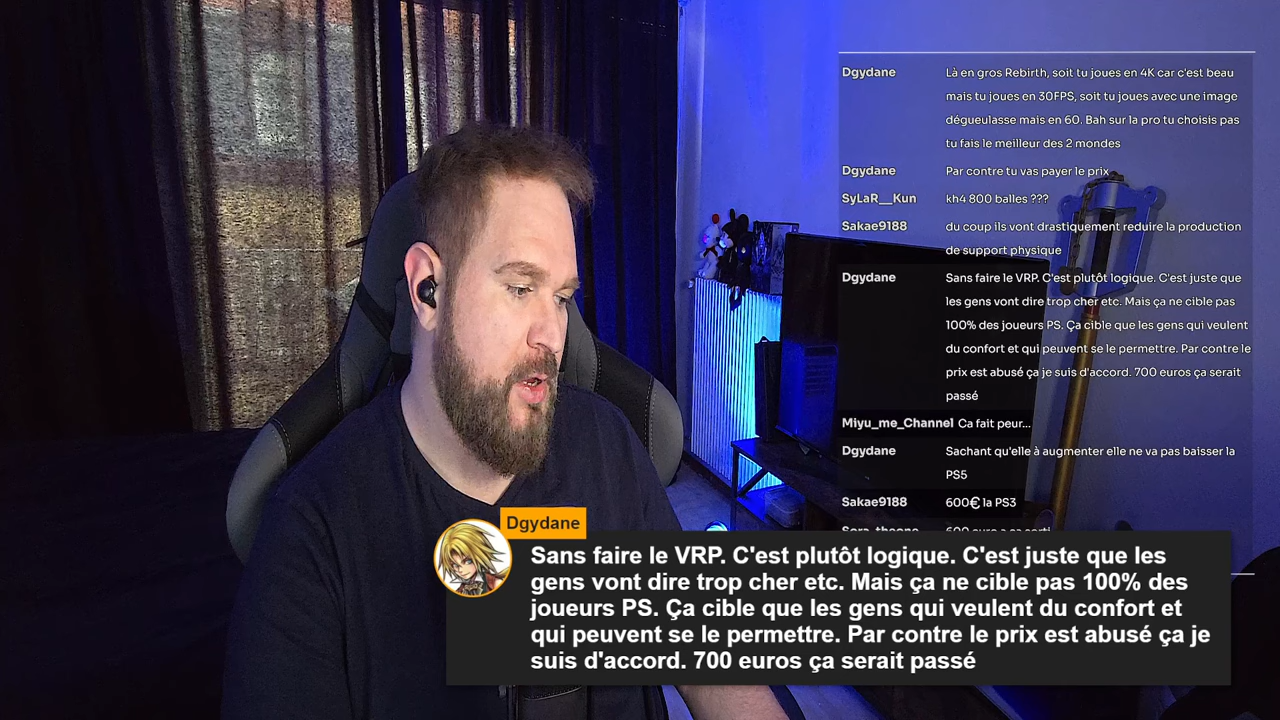 Dgydane
Là en gros Rebirth, soit tu joues en 4K car c'est beau
mais tu joues en 30FPS, soit tu joues avec une image
dégueulasse mais en 60. Bah sur la pro tu choisis pas
tu fais le meilleur des 2 mondes
Dgydane
Par contre tu vas payer le prix
SyLaR__Kun
kh4 800 balles ???
Sakae9188
du coup ils vont drastiquement reduire la production
de support physique
Dgydane
Sans faire le VRP. C'est plutôt logique. C'est juste que
les gens vont dire trop cher etc. Mais ça ne cible pas
100% des joueurs PS. Ça cible que les gens qui veulent
du confort et qui peuvent se le permettre. Par contre le
prix est abusé ça je suis d'accord. 700 euros ça serait
passé
Miyu_me_Channel Ca fait peur...
Dgydane
Sachant qu'elle à augmenter elle ne va pas baisser la
PS5
Sakae9188
600€ la PS3
Dgydane
Sans faire le VRP. C'est plutôt logique. C'est juste que les
gens vont dire trop cher etc. Mais ça ne cible pas 100% des
joueurs PS. Ça cible que les gens qui veulent du confort et
qui peuvent se le permettre. Par contre le prix est abusé ça je
suis d'accord. 700 euros ça serait passé